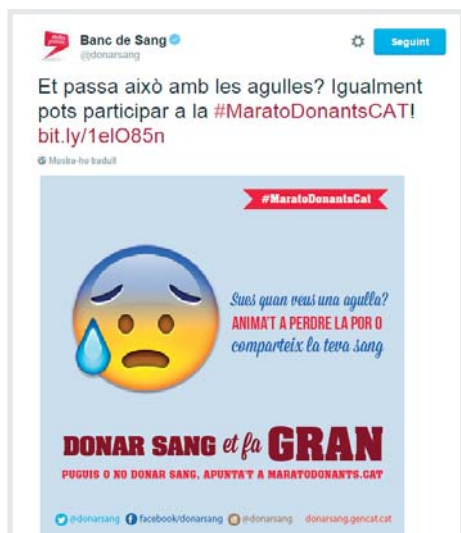 Banc de Sang
@donarsang
Seguint
Et passa això amb les agulles? Igualment
pots participar a la #MaratoDonantsCAT!
bit.ly/1elO85n
Mostra-ho traduït
#MaratoDonantsCat
Sues quan veus una agulla?
ANIMA'T A PERDRE LA POR O
comparteix la teva sang
DONAR SANG et fa GRAN
PUGUIS O NO DONAR SANG, APUNTA'T A MARATODONANTS.CAT
@donarsang facebook/donarsang @donarsang donarsang.gencat.cat